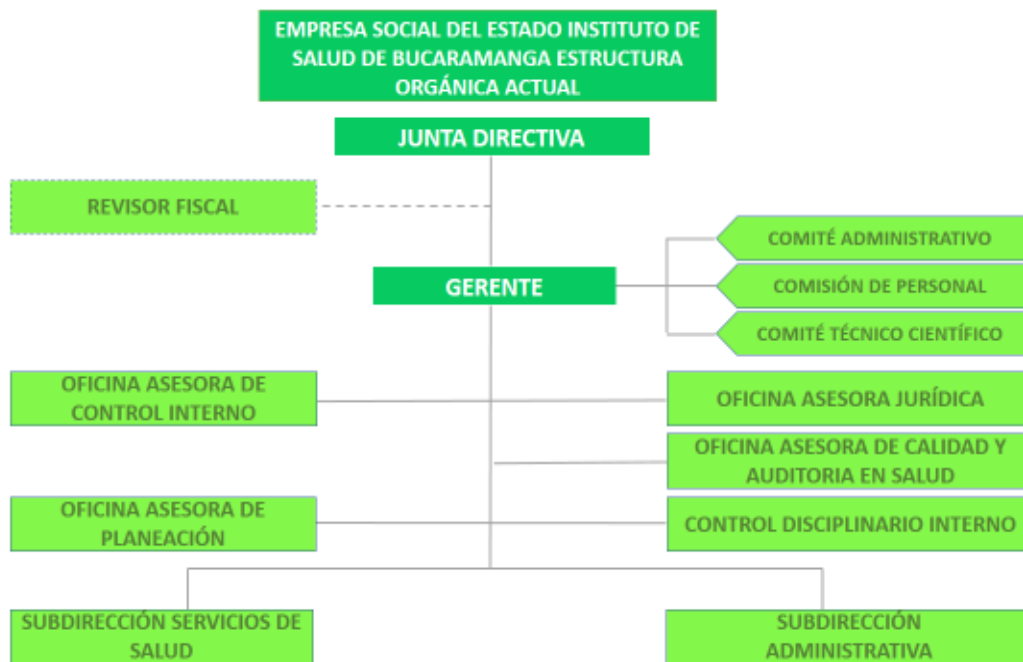 EMPRESA SOCIAL DEL ESTADO INSTITUTO DE
SALUD DE BUCARAMANGA ESTRUCTURA
ORGÁNICA ACTUAL
JUNTA DIRECTIVA
REVISOR FISCAL
COMITÉ ADMINISTRATIVO
GERENTE
COMISIÓN DE PERSONAL
COMITÉ TÉCNICO CIENTÍFICO
OFICINA ASESORA DE
CONTROL INTERNO
OFICINA ASESORA JURÍDICA
OFICINA ASESORA DE CALIDAD Y
AUDITORIA EN SALUD
OFICINA ASESORA DE
PLANEACIÓN
CONTROL DISCIPLINARIO INTERNO
SUBDIRECCIÓN SERVICIOS DE
SALUD
SUBDIRECCIÓN
ADMINISTRATIVA